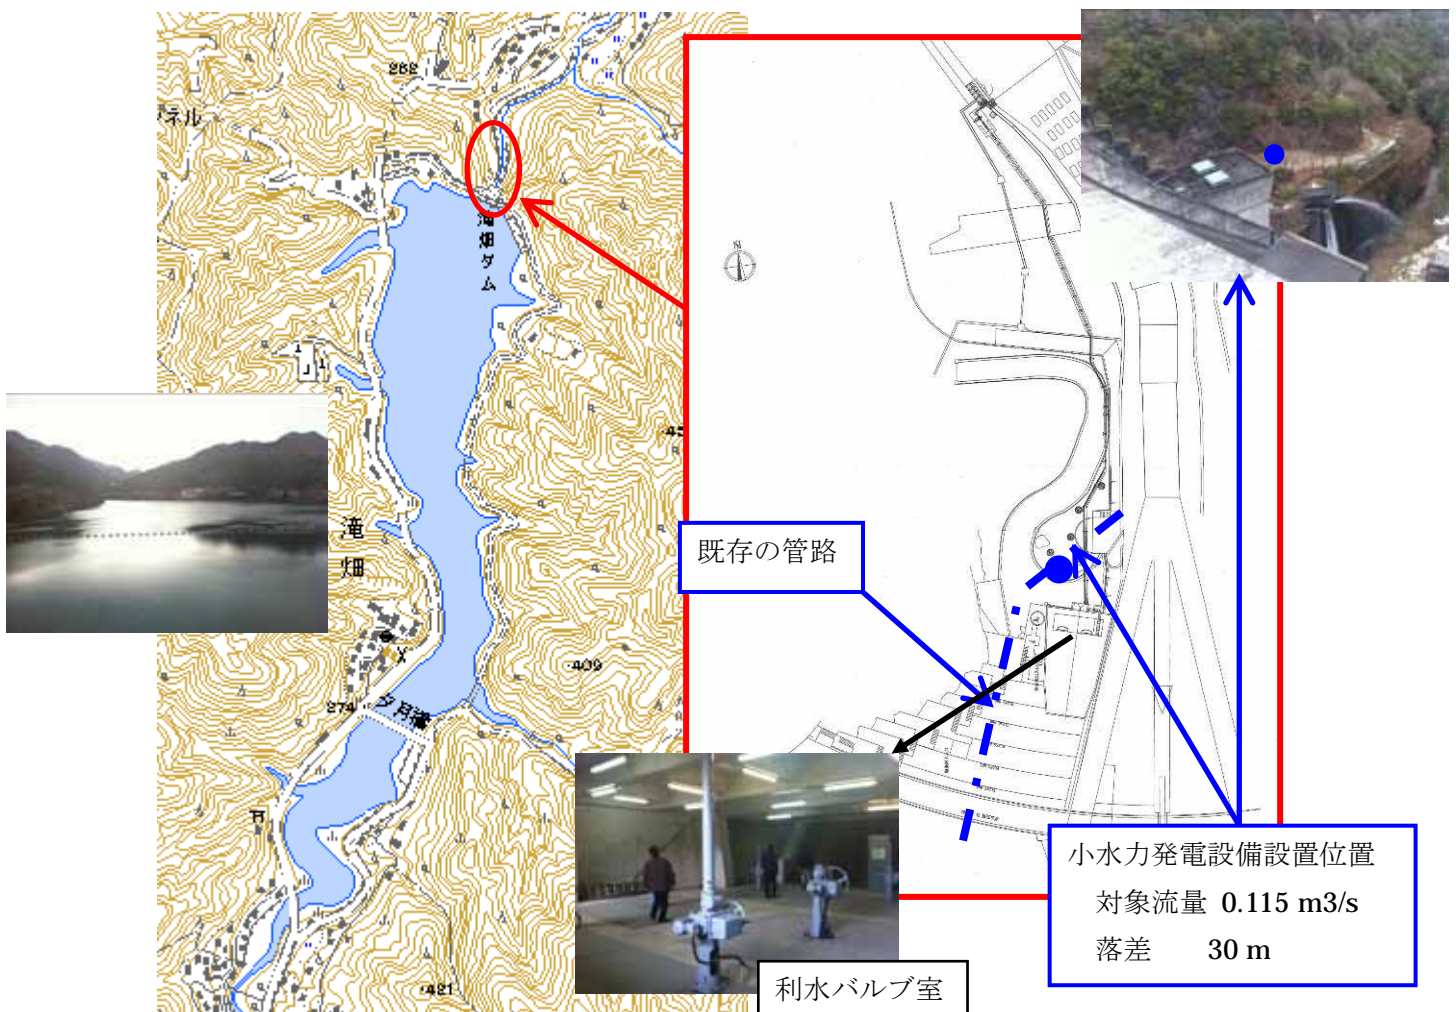 262
ネル
滝畑ダム
N
滝
畑
409
274
夕月橋
421
既存の管路
小水力発電設備設置位置
対象流量 0.115 m3/s
落差 30 m
利水バルブ室